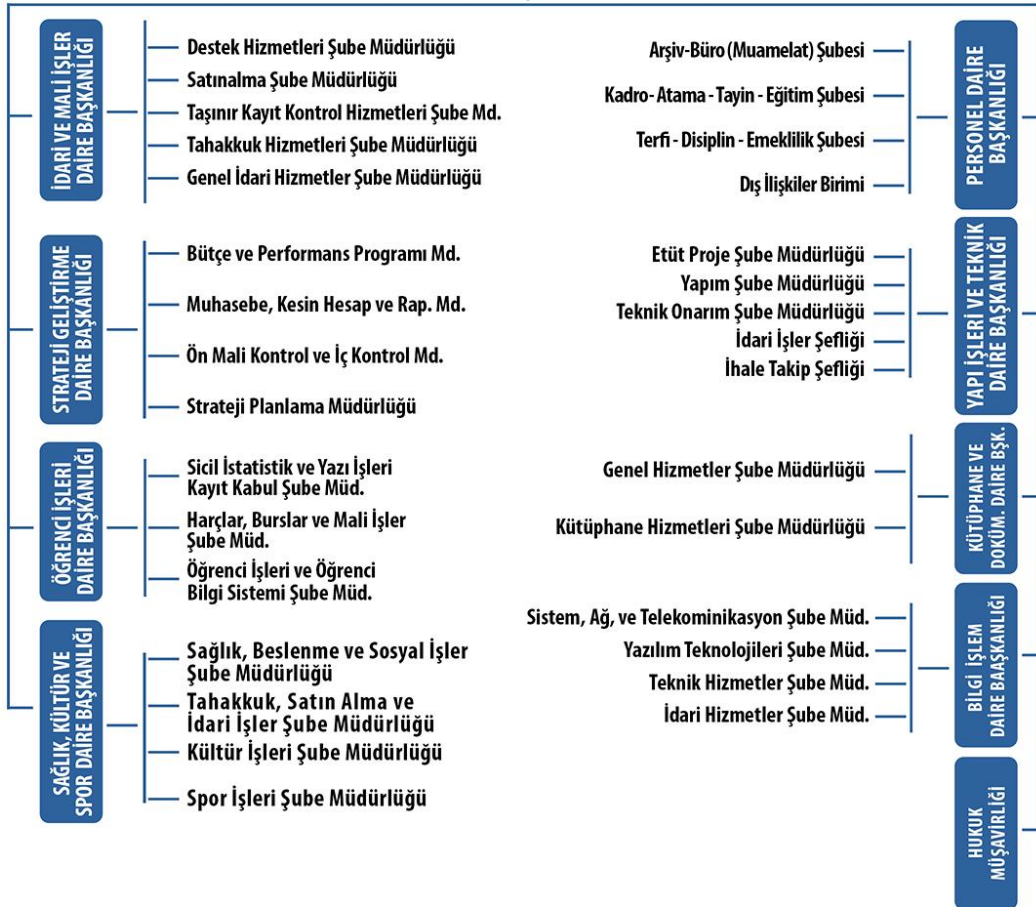 İDARİ VE MALİ İŞLER
DAİRE BAŞKANLIĞI
Destek Hizmetleri Şube Müdürlüğü
Satınalma Şube Müdürlüğü
Taşınır Kayıt Kontrol Hizmetleri Şube Md.
Tahakkuk Hizmetleri Şube Müdürlüğü
Genel İdari Hizmetler Şube Müdürlüğü
STRATEJİ GELİŞTİRME
DAİRE BAŞKANLIĞI
Bütçe ve Performans Programı Md.
Muhasebe, Kesin Hesap ve Rap. Md.
Ön Mali Kontrol ve İç Kontrol Md.
Strateji Planlama Müdürlüğü
ÖĞRENCİ İŞLERİ
DAİRE BAŞKANLIĞI
Sicil İstatistik ve Yazı İşleri
Kayıt Kabul Şube Müd.
Harçlar, Burslar ve Mali İşler
Şube Müd.
Öğrenci İşleri ve Öğrenci
Bilgi Sistemi Şube Müd.
SAĞLIK, KÜLTÜR VE
SPOR DAİRE BAŞKANLIĞI
Sağlık, Beslenme ve Sosyal İşler
Şube Müdürlüğü
Tahakkuk, Satın Alma ve
İdari İşler Şube Müdürlüğü
Kültür İşleri Şube Müdürlüğü
Spor İşleri Şube Müdürlüğü
PERSONEL DAİRE
BAŞKANLIĞI
Arşiv-Büro (Muamelat) Şubesi
Kadro- Atama - Tayin - Eğitim Şubesi
Terfi - Disiplin - Emeklilik Şubesi
Dış İlişkiler Birimi
YAPI İŞLERİ VE TEKNİK
DAİRE BAŞKANLIĞI
Etüt Proje Şube Müdürlüğü
Yapım Şube Müdürlüğü
Teknik Onarım Şube Müdürlüğü
İdari İşler Şefliği
İhale Takip Şefliği
KÜTÜPHANE VE
DOKÜM. DAİRE BŞK.
Genel Hizmetler Şube Müdürlüğü
Kütüphane Hizmetleri Şube Müdürlüğü
BİLGİ İŞLEM
DAİRE BAAŞKANLIĞI
Sistem, Ağ, ve Telekominikasyon Şube Müd.
Yazılım Teknolojileri Şube Müd.
Teknik Hizmetler Şube Müd.
İdari Hizmetler Şube Müd.
HUKUK
MÜŞAVİRLİĞİ